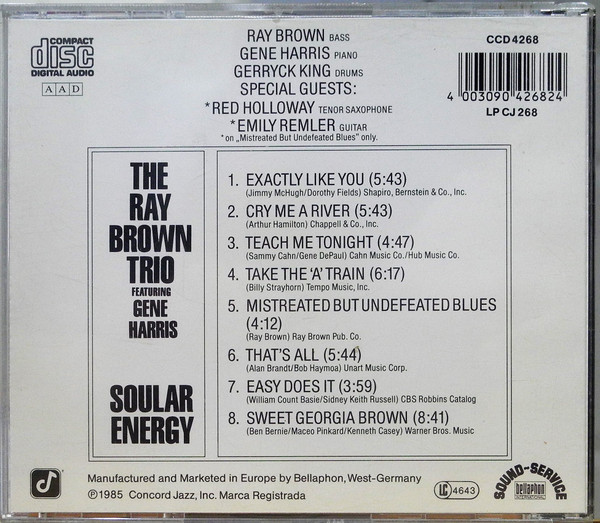 COMPACT
disc
DIGITAL AUDIO
AAD
RAY BROWN BASS
GENE HARRIS PIANO
GERRYCK KING DRUMS
SPECIAL GUESTS:
*RED HOLLOWAY TENOR SAXOPHONE
*EMILY REMLER GUITAR
*on „Mistreated But Undefeated Blues" only.
CCD 4268
4 003090 426824
LP CJ 268
THE
RAY
BROWN
TRIO
FEATURING
GENE
HARRIS
SOULAR
ENERGY
1. EXACTLY LIKE YOU (5:43)
(Jimmy McHugh/Dorothy Fields) Shapiro, Bernstein & Co., Inc.
2. CRY ME A RIVER (5:43)
(Arthur Hamilton) Chappell & Co., Inc.
3. TEACH ME TONIGHT (4:47)
(Sammy Cahn/Gene DePaul) Cahn Music Co./Hub Music Co.
4. TAKE THE 'A' TRAIN (6:17)
(Billy Strayhorn) Tempo Music, Inc.
5. MISTREATED BUT UNDEFEATED BLUES
(4:12)
(Ray Brown) Ray Brown Pub. Co.
6. THAT'S ALL (5:44)
(Alan Brandt/Bob Haymoa) Unart Music Corp.
7. EASY DOES IT (3:59)
(William Count Basie/Sidney Keith Russell) CBS Robbins Catalog
8. SWEET GEORGIA BROWN (8:41)
(Ben Bernie/Maceo Pinkard/Kenneth Casey) Warner Bros. Music
Manufactured and Marketed in Europe by Bellaphon, West-Germany
℗1985 Concord Jazz, Inc. Marca Registrada
LC 4643
SOUND-SERVICE
bellaphon